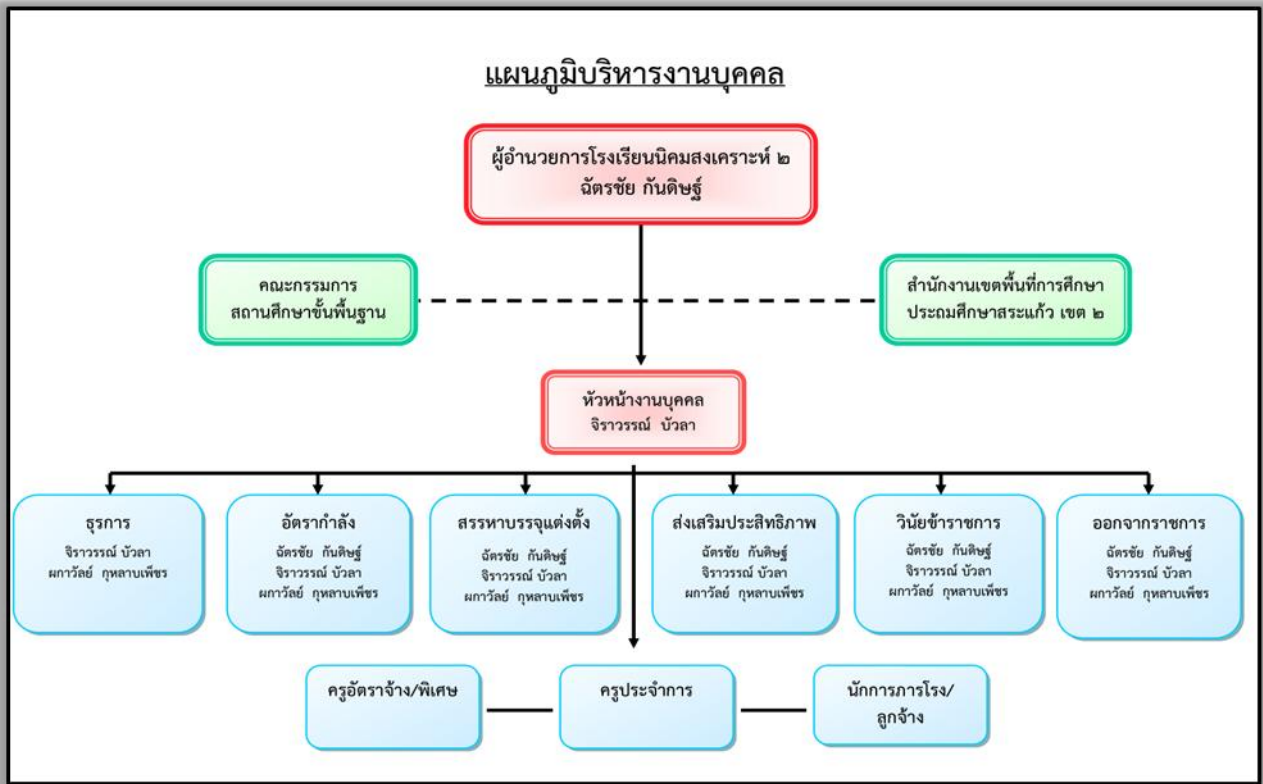 แผนภูมิบริหารงานบุคคล
ผู้อำนวยการโรงเรียนนิคมสงเคราะห์ ๒
ฉัตรชัย กันดิษฐ์
คณะกรรมการ
สถานศึกษาขั้นพื้นฐาน
สำนักงานเขตพื้นที่การศึกษา
ประถมศึกษาสระแก้ว เขต ๒
หัวหน้างานบุคคล
จิราวรรณ์ บัวลา
ธุรการ
จิราวรรณ์ บัวลา
ผกาวัลย์ กุหลาบเพ็ชร
อัตรากำลัง
ฉัตรชัย กันดิษฐ์
จิราวรรณ์ บัวลา
ผกาวัลย์ กุหลาบเพ็ชร
สรรหาบรรจุแต่งตั้ง
ฉัตรชัย กันดิษฐ์
จิราวรรณ์ บัวลา
ผกาวัลย์ กุหลาบเพ็ชร
ส่งเสริมประสิทธิภาพ
ฉัตรชัย กันดิษฐ์
จิราวรรณ์ บัวลา
ผกาวัลย์ กุหลาบเพ็ชร
วินัยข้าราชการ
ฉัตรชัย กันดิษฐ์
จิราวรรณ์ บัวลา
ผกาวัลย์ กุหลาบเพ็ชร
ออกจากราชการ
ฉัตรชัย กันดิษฐ์
จิราวรรณ์ บัวลา
ผกาวัลย์ กุหลาบเพ็ชร
ครูอัตราจ้าง/พิเศษ
ครูประจำการ
นักการภารโรง/
ลูกจ้าง